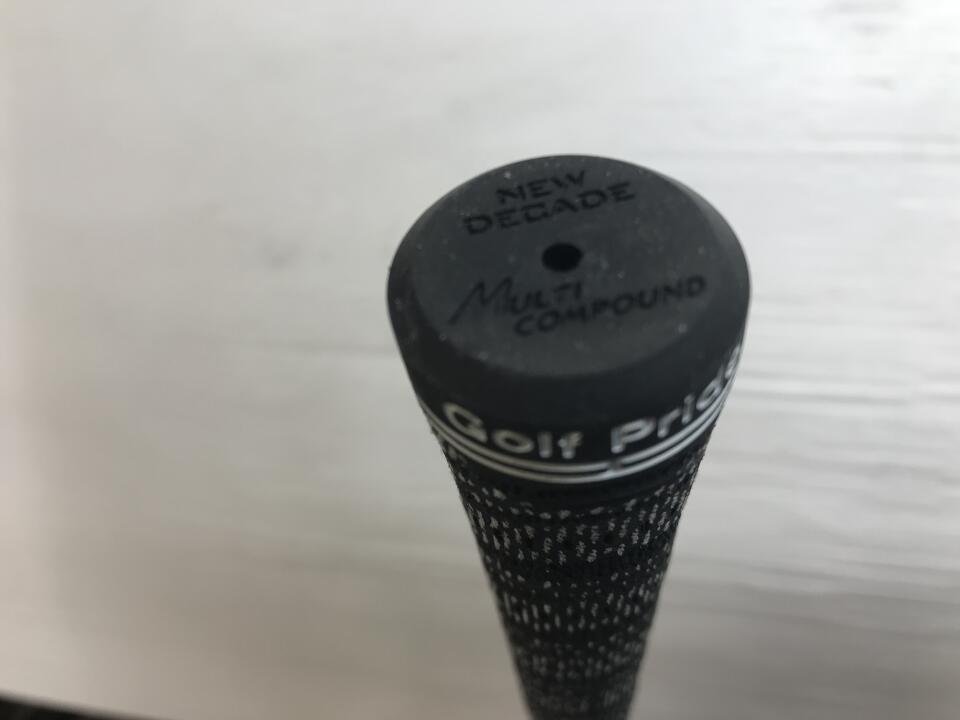 NEW
DECADE
MULTI
COMPOUND
Golf Pride